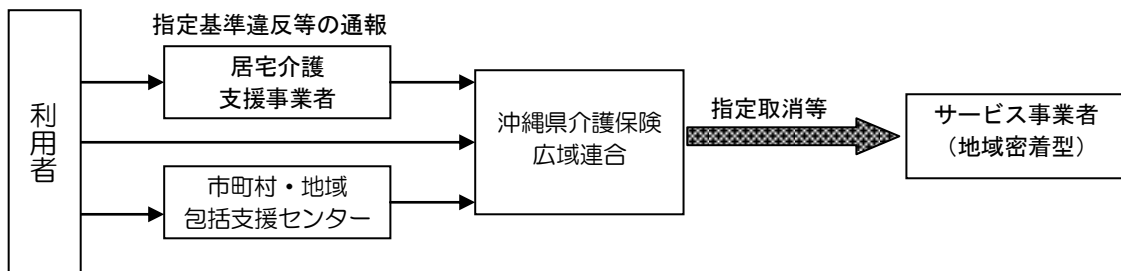 指定基準違反等の通報
利用者
居宅介護
支援事業者
市町村・地域
包括支援センター
沖縄県介護保険
広域連合
指定取消等
サービス事業者
（地域密着型）